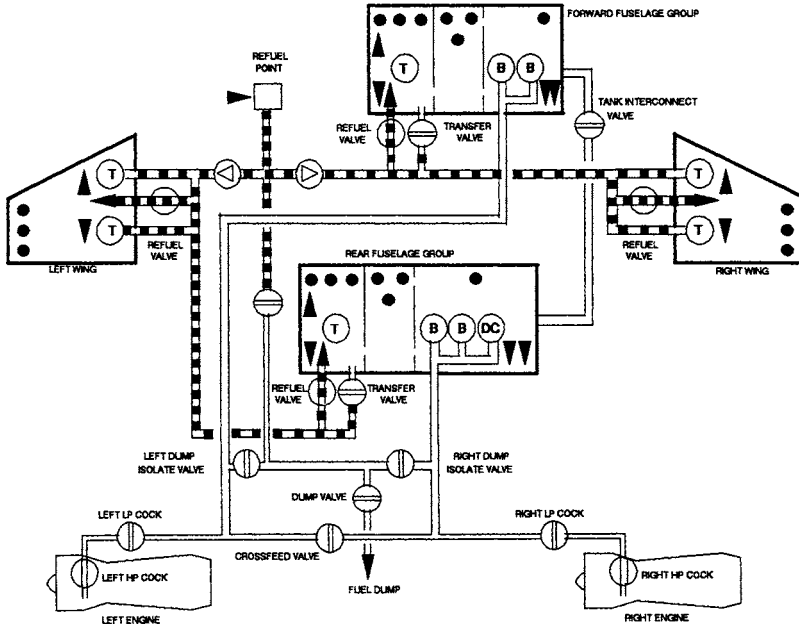 FORWARD FUSELAGE GROUP
REFUEL
POINT
T
B
B
TANK INTERCONNECT
VALVE
REFUEL
VALVE
TRANSFER
VALVE
T
T
T
T
REFUEL
VALVE
REFUEL
VALVE
LEFT WING
RIGHT WING
REAR FUSELAGE GROUP
T
B
B
DC
REFUEL
VALVE
TRANSFER
VALVE
LEFT DUMP
ISOLATE VALVE
RIGHT DUMP
ISOLATE VALVE
DUMP VALVE
LEFT LP COCK
RIGHT LP COCK
CROSSFEED VALVE
LEFT HP COCK
RIGHT HP COCK
FUEL DUMP
LEFT ENGINE
RIGHT ENGINE